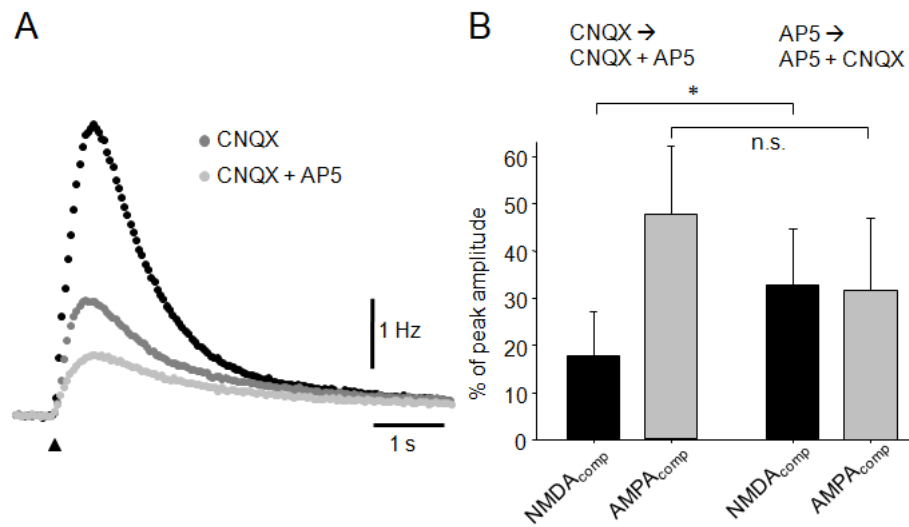 A
CNQX
CNQX + AP5
1 Hz
1 s
B
CNQX →
CNQX + AP5
AP5 →
AP5 + CNQX
*
n.s.
% of peak amplitude
60
50
40
30
20
10
0
NMDAcomp
AMPAcomp
NMDAcomp
AMPAcomp